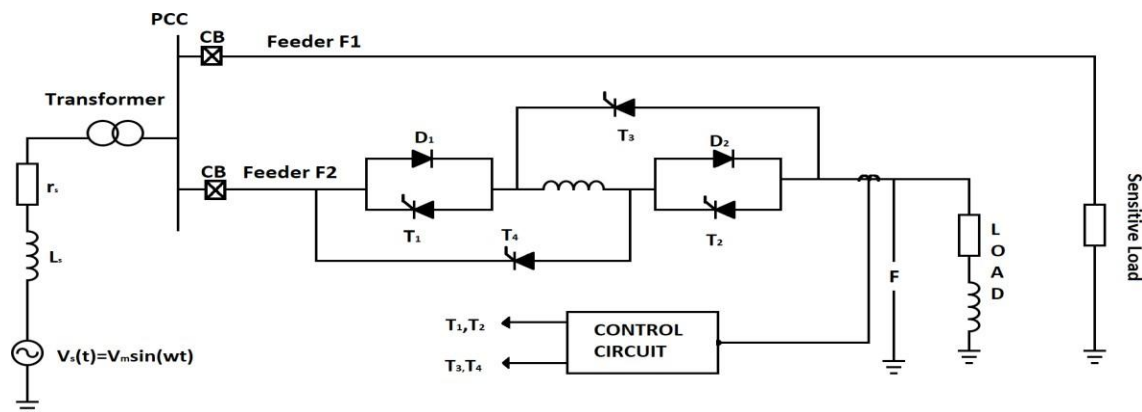 PCC
CB
Feeder F1
Transformer
T₃
D₁
D₂
CB
Feeder F2
rₛ
T₁
T₄
T₂
Lₛ
F
LOAD
Sensitive Load
T₁,T₂
CONTROL
CIRCUIT
T₃,T₄
Vₛ(t)=Vₘsin(wt)